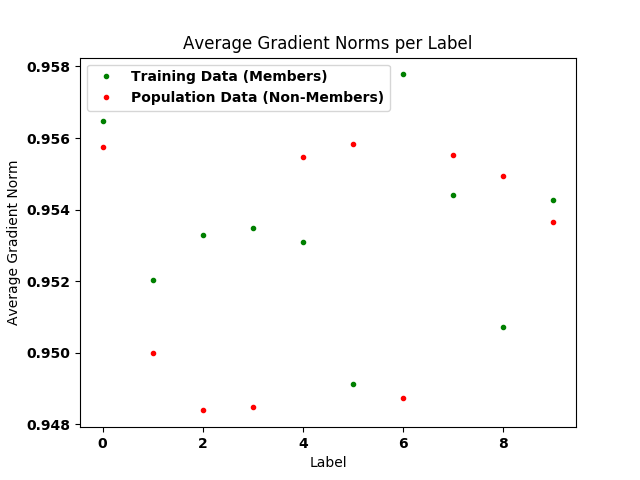 Average Gradient Norms per Label
Training Data (Members)
Population Data (Non-Members)
0.958
0.956
0.954
0.952
0.950
0.948
Average Gradient Norm
0 2 4 6 8
Label